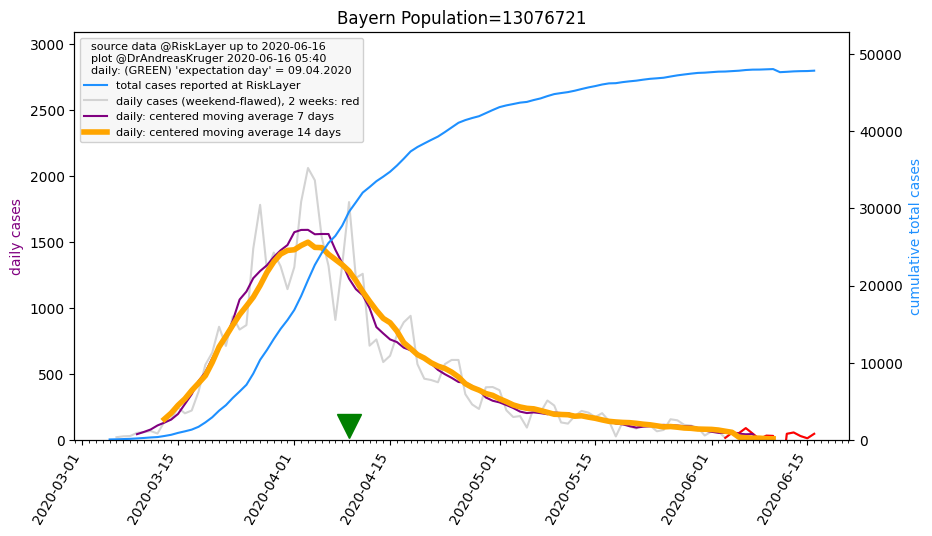 Bayern Population=13076721
source data @RiskLayer up to 2020-06-16
plot @DrAndreasKruger 2020-06-16 05:40
daily: (GREEN) 'expectation day' = 09.04.2020
total cases reported at RiskLayer
daily cases (weekend-flawed), 2 weeks: red
daily: centered moving average 7 days
daily: centered moving average 14 days
daily cases
3000
2500
2000
1500
1000
500
0
50000
40000
30000
20000
10000
0
cumulative total cases
2020-03-01
2020-03-15
2020-04-01
2020-04-15
2020-05-01
2020-05-15
2020-06-01
2020-06-15